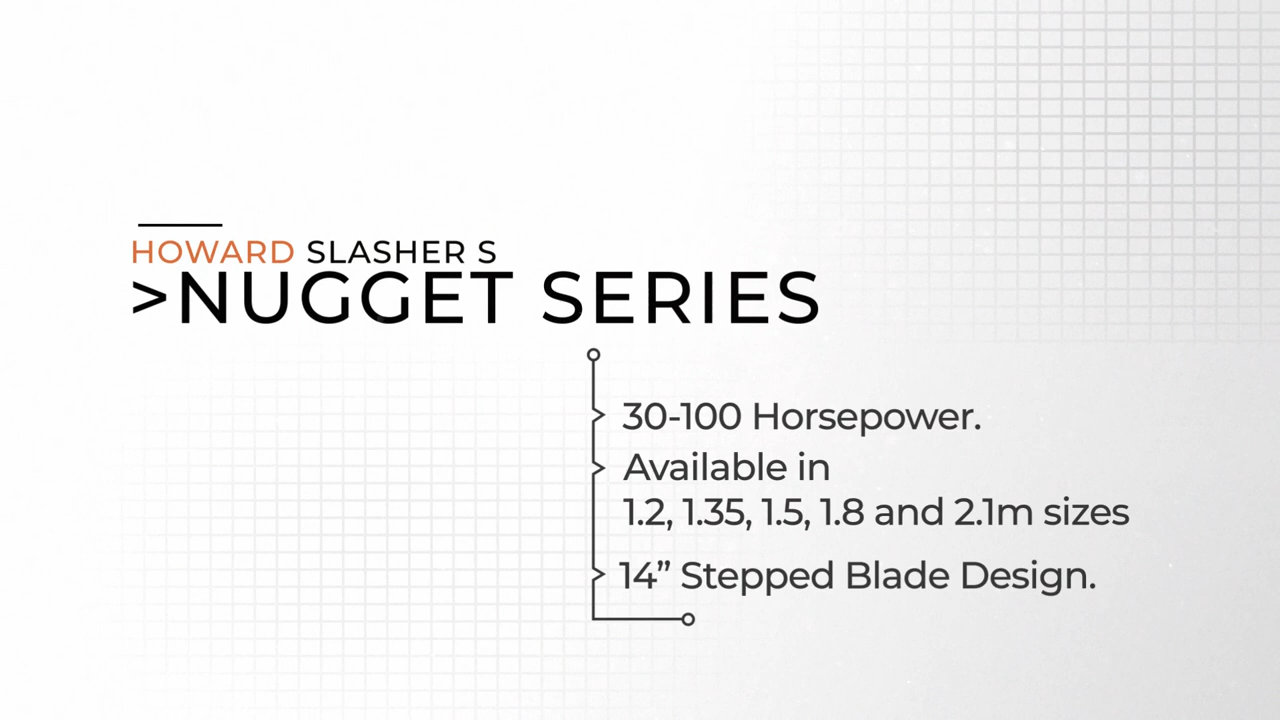 HOWARD SLASHER S
>NUGGET SERIES
30-100 Horsepower.
Available in
1.2, 1.35, 1.5, 1.8 and 2.1m sizes
14” Stepped Blade Design.